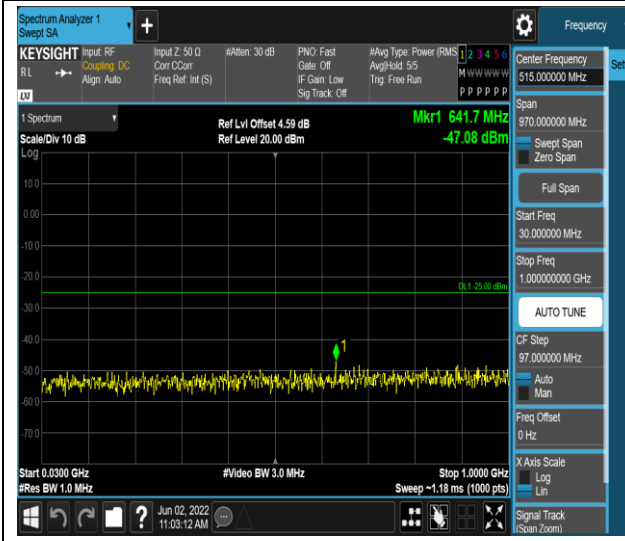 Spectrum Analyzer 1
Swept SA
+
Frequency
KEYSIGHT
Input: RF
Coupling: DC
Align: Auto
Input Z: 50 Ω
Corr CCorr
Freq Ref: Int (S)
#Atten: 30 dB
PNO: Fast
Gate: Off
IF Gain: Low
Sig Track: Off
#Avg Type: Power (RMS
Avg|Hold: 5/5
Trig: Free Run
1 2 3 4 5 6
M W W W W W
P P P P P P
RL
LXI
1 Spectrum
Scale/Div 10 dB
Log
Ref Lvl Offset 4.59 dB
Ref Level 20.00 dBm
Mkr1 641.7 MHz
-47.08 dBm
10.0
0.00
-10.0
-20.0
DL1 -25.00 dBm
-30.0
-40.0
1
-50.0
-60.0
-70.0
Start 0.0300 GHz
#Res BW 1.0 MHz
#Video BW 3.0 MHz
Stop 1.0000 GHz
Sweep ~1.18 ms (1000 pts)
Center Frequency
515.000000 MHz
Set
Span
970.000000 MHz
Swept Span
Zero Span
Full Span
Start Freq
30.000000 MHz
Stop Freq
1.000000000 GHz
AUTO TUNE
CF Step
97.000000 MHz
Auto
Man
Freq Offset
0 Hz
X Axis Scale
Log
Lin
Signal Track
(Span Zoom)
?
Jun 02, 2022
11:03:12 AM